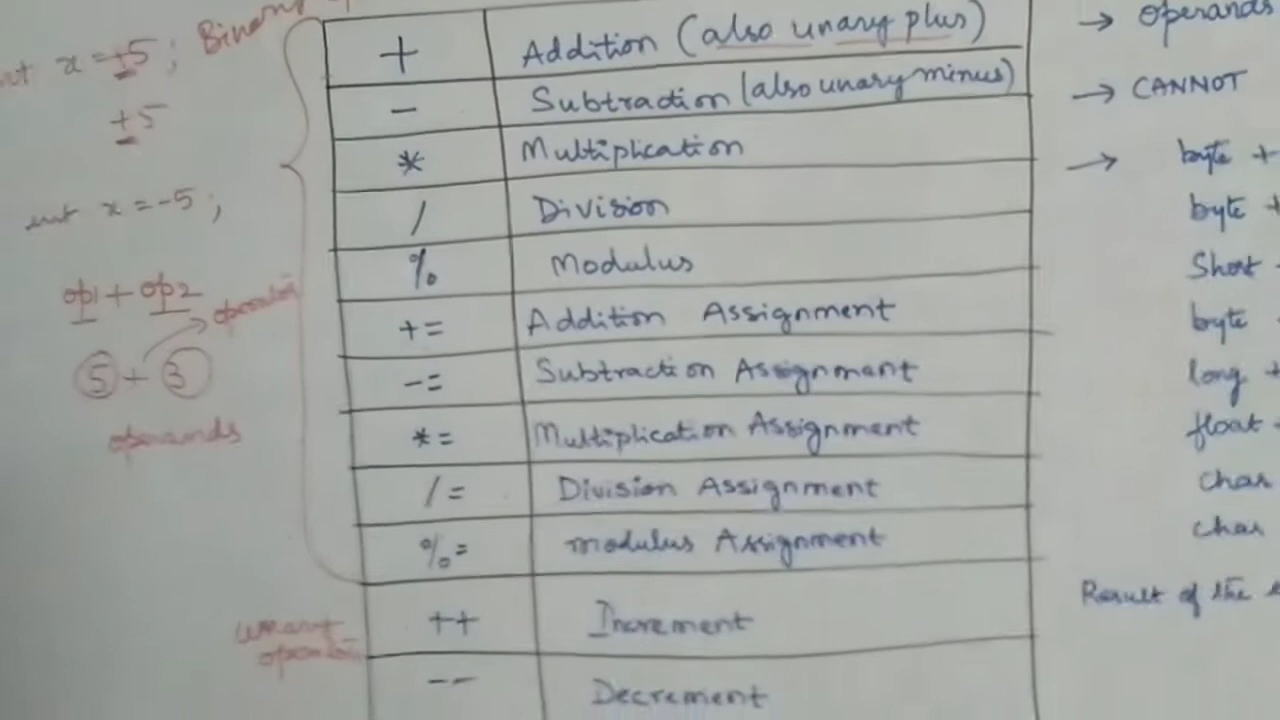 int x = +5 ; Binary
+5
int x = -5 ;
op1 + op2
operator
5 + 3
operands
+ Addition (also unary plus)
- Subtraction (also unary minus)
* Multiplication
/ Division
% Modulus
+= Addition Assignment
-= Subtraction Assignment
*= Multiplication Assignment
/= Division Assignment
%= modulus Assignment
++ Increment
-- Decrement
unary
operator
→ operands
→ CANNOT
→ byte +
byte +
Short
byte
long +
float
char
char
Result of the